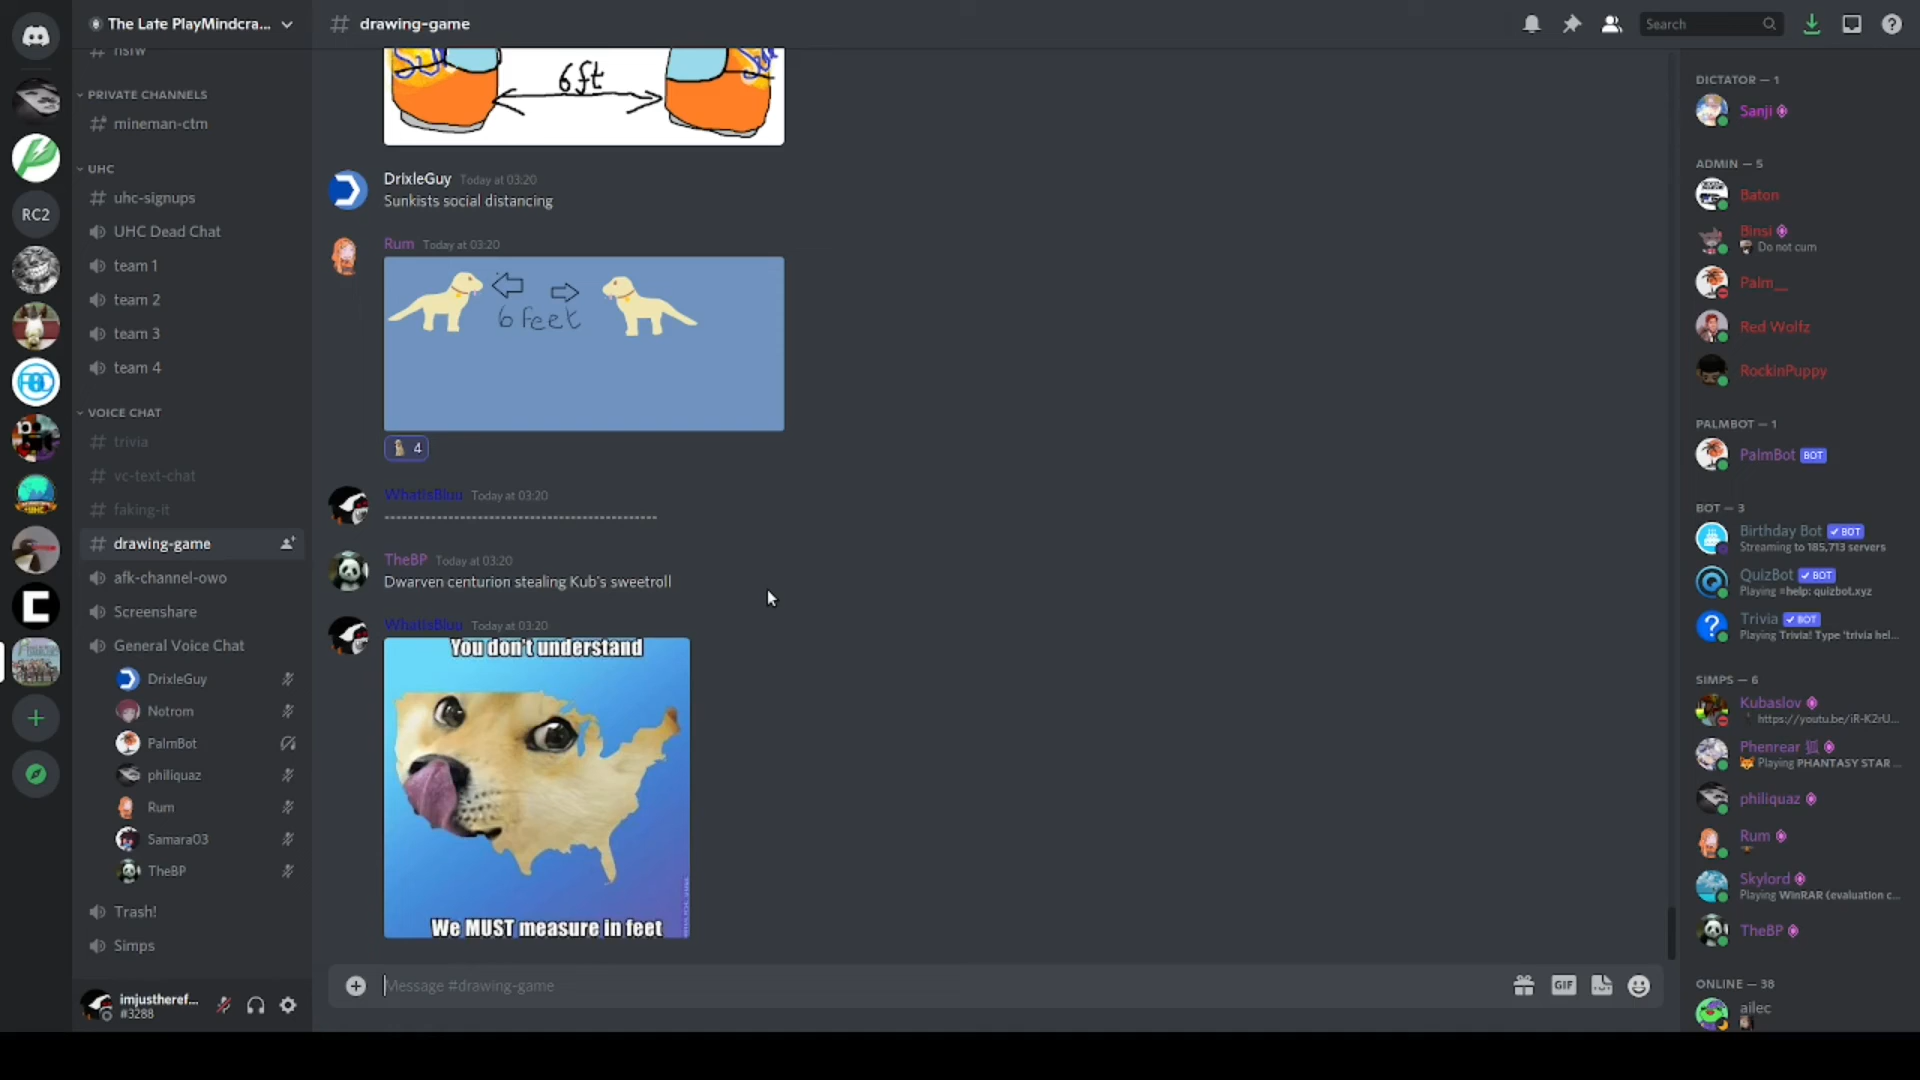 The Late PlayMindcra...
drawing-game
Search
nsfw
PRIVATE CHANNELS
mineman-ctm
UHC
uhc-signups
UHC Dead Chat
team 1
team 2
team 3
team 4
VOICE CHAT
trivia
vc-text-chat
faking-it
drawing-game
afk-channel-owo
Screenshare
General Voice Chat
DrixleGuy
Notrom
PalmBot
philiquaz
Rum
Samara03
TheBP
Trash!
Simps
imjustheref...
#3288
RC2
6ft
DrixleGuy Today at 03:20
Sunkists social distancing
Rum Today at 03:20
6 feet
4
WhatIsBluu Today at 03:20
----------------------------------------------
TheBP Today at 03:20
Dwarven centurion stealing Kub's sweetroll
WhatIsBluu Today at 03:20
You don't understand
We MUST measure in feet
Message #drawing-game
GIF
DICTATOR — 1
Sanji
ADMIN — 5
Baton
Binsi
Do not cum
Palm__
Red Wolfz
RockinPuppy
PALMBOT — 1
PalmBot BOT
BOT — 3
Birthday Bot BOT
Streaming to 185,713 servers
QuizBot BOT
Playing =help: quizbot.xyz
Trivia BOT
Playing Trivia! Type 'trivia hel...
SIMPS — 6
Kubaslov
https://youtu.be/iR-K2rU...
Phenrear 狐
Playing PHANTASY STAR ...
philiquaz
Rum
Skylord
Playing WinRAR (evaluation c...
TheBP
ONLINE — 38
ailec